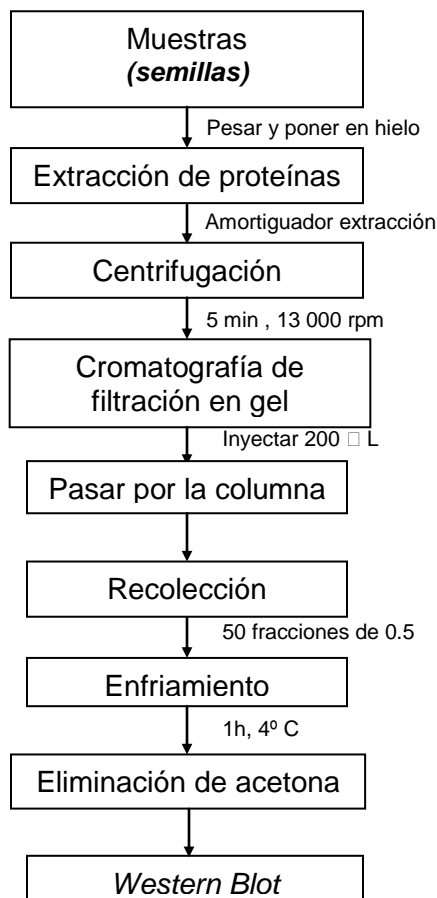 Muestras
(semillas)
Pesar y poner en hielo
Extracción de proteínas
Amortiguador extracción
Centrifugación
5 min , 13 000 rpm
Cromatografía de
filtración en gel
Inyectar 200 □ L
Pasar por la columna
Recolección
50 fracciones de 0.5
Enfriamiento
1h, 4º C
Eliminación de acetona
Western Blot